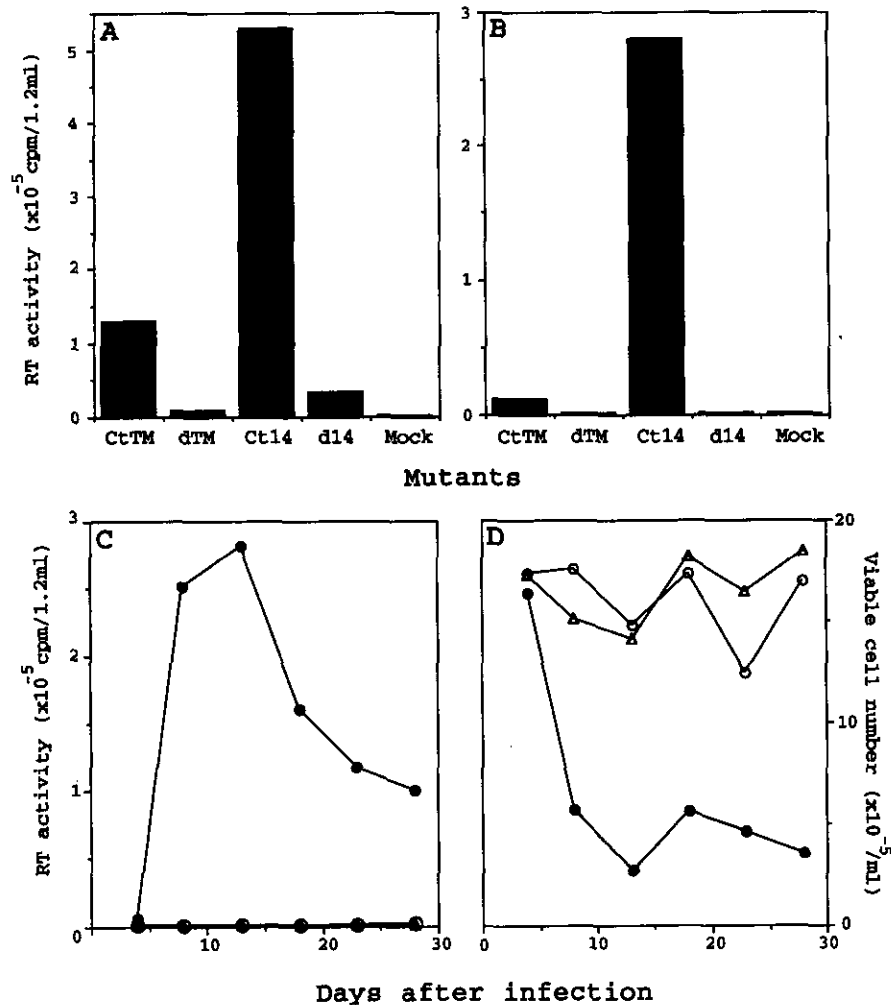 A
B
RT activity (x10⁻⁵ cpm/1.2ml)
5
4
3
2
1
0
3
2
1
0
CtTM dTM Ct14 d14 Mock
CtTM dTM Ct14 d14 Mock
Mutants
C
D
RT activity (x10⁻⁵ cpm/1.2ml)
3
2
1
0
10 20 30
20
10
0
Viable cell number (x10⁻⁵/ml)
0 10 20 30
Days after infection